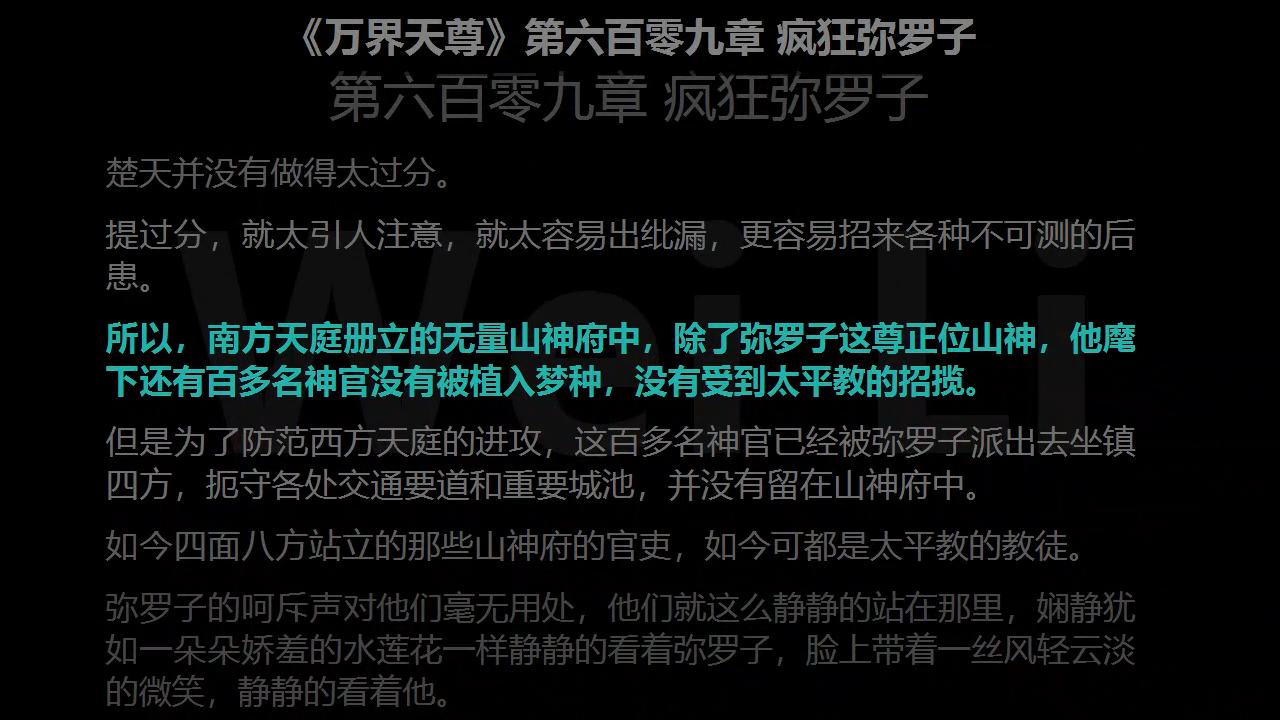 《万界天尊》第六百零九章 疯狂弥罗子
第六百零九章 疯狂弥罗子
楚天并没有做得太过分。
提过分，就太引人注意，就太容易出纰漏，更容易招来各种不可测的后
患。
所以，南方天庭册立的无量山神府中，除了弥罗子这尊正位山神，他麾
下还有百多名神官没有被植入梦种，没有受到太平教的招揽。
但是为了防范西方天庭的进攻，这百多名神官已经被弥罗子派出去坐镇
四方，扼守各处交通要道和重要城池，并没有留在山神府中。
如今四面八方站立的那些山神府的官吏，如今可都是太平教的教徒。
弥罗子的呵斥声对他们毫无用处，他们就这么静静的站在那里，娴静犹
如一朵朵娇羞的水莲花一样静静的看着弥罗子，脸上带着一丝风轻云淡
的微笑，静静的看着他。
Wei Li